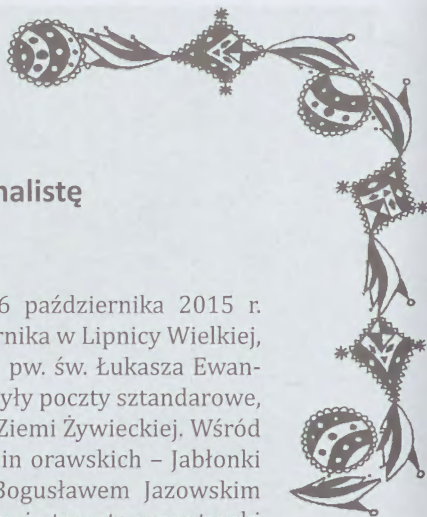 nalistę
6 października 2015 r.
ernika w Lipnicy Wielkiej,
pw. św. Łukasza Ewan-
yły poczty sztandarowe,
Ziemi Żywieckiej. Wśród
in orawskich – Jabłonki
Bogusławem Jazowskim